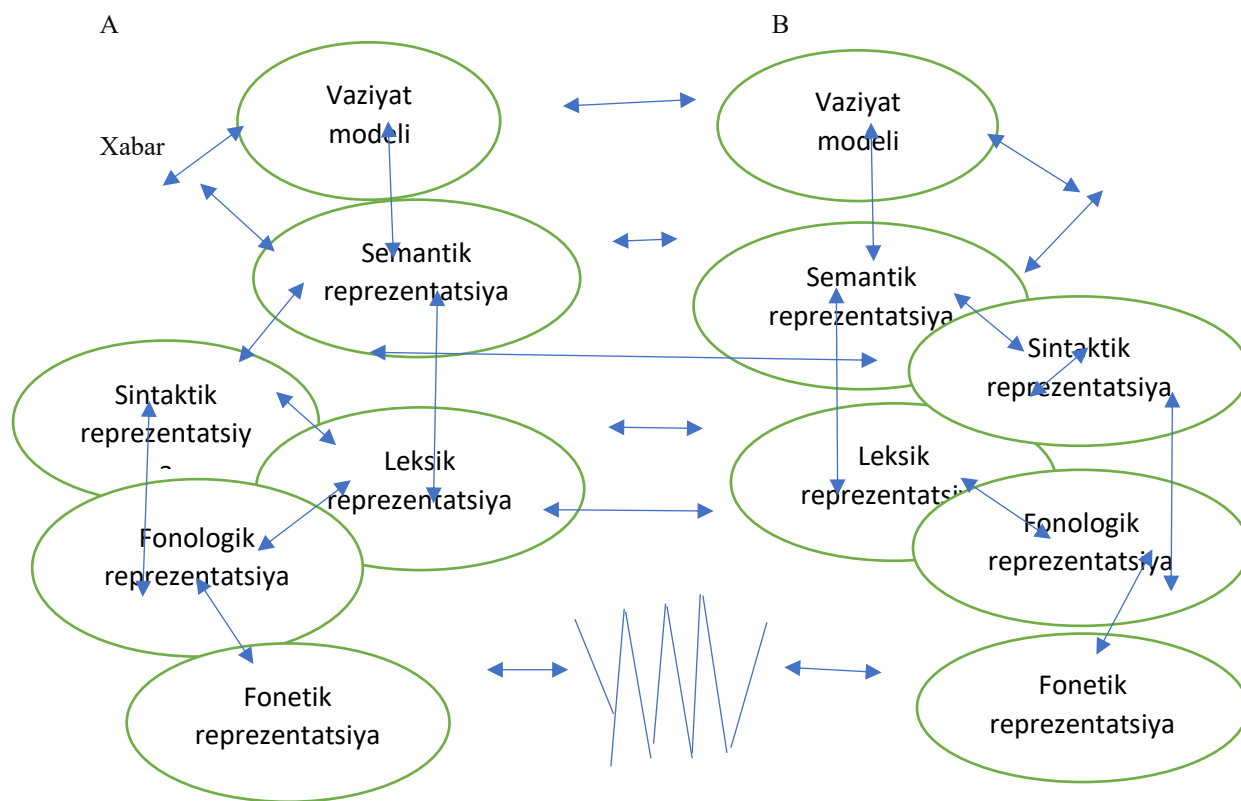 A
B
Vaziyat
modeli
Vaziyat
modeli
Xabar
Semantik
reprezentatsiya
Semantik
reprezentatsiya
Sintaktik
reprezentatsiya
Sintaktik
reprezentatsiy
Leksik
reprezentatsiya
Leksik
reprezentatsiy
Fonologik
reprezentatsiya
Fonologik
reprezentatsiya
Fonetik
reprezentatsiya
Fonetik
reprezentatsiya